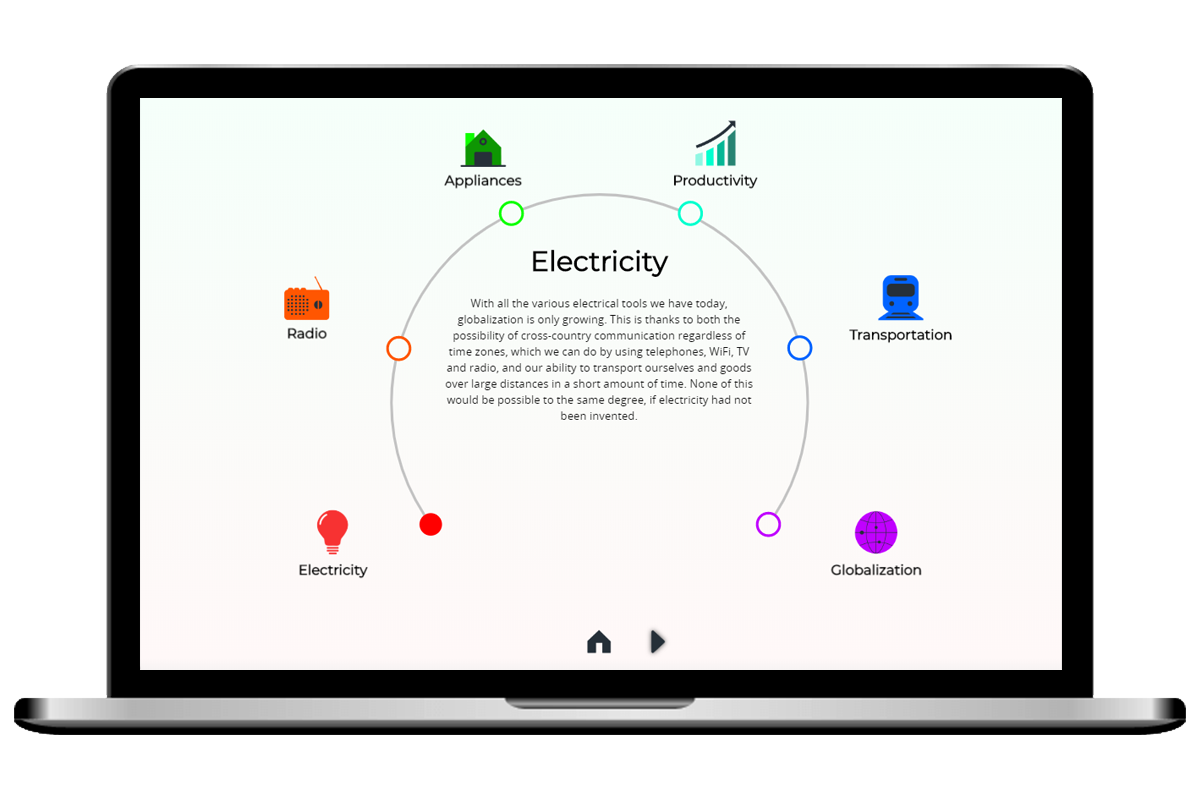 Appliances
Productivity
Electricity
With all the various electrical tools we have today,
globalization is only growing. This is thanks to both the
possibility of cross-country communication regardless of
time zones, which we can do by using telephones, WiFi, TV
and radio, and our ability to transport ourselves and goods
over large distances in a short amount of time. None of this
would be possible to the same degree, if electricity had not
been invented.
Radio
Transportation
Electricity
Globalization